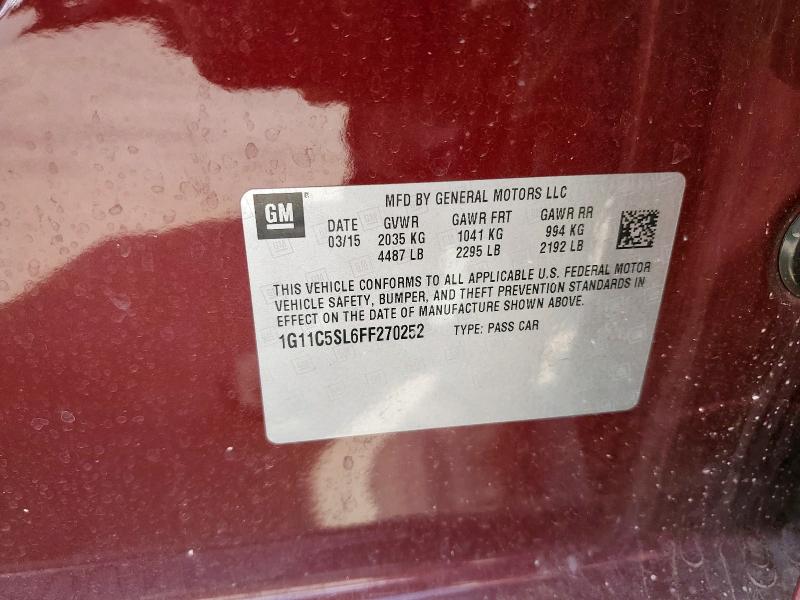 GM
MFD BY GENERAL MOTORS LLC
DATE GVWR GAWR FRT GAWR RR
03/15 2035 KG 1041 KG 994 KG
4487 LB 2295 LB 2192 LB
THIS VEHICLE CONFORMS TO ALL APPLICABLE U.S. FEDERAL MOTOR
VEHICLE SAFETY, BUMPER, AND THEFT PREVENTION STANDARDS IN
EFFECT ON THE DATE OF MANUFACTURE SHOWN ABOVE.
1G11C5SL6FF270252 TYPE: PASS CAR